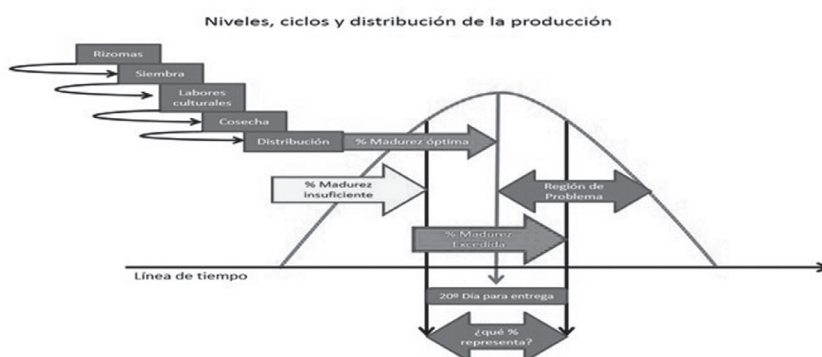 Niveles, ciclos y distribución de la producción
Rizomas
Siembra
Labores
culturales
Cosecha
Distribución
% Madurez óptima
% Madurez
insuficiente
Región de
Problema
% Madurez
Excedida
Línea de tiempo
20º Día para entrega
¿qué %
representa?